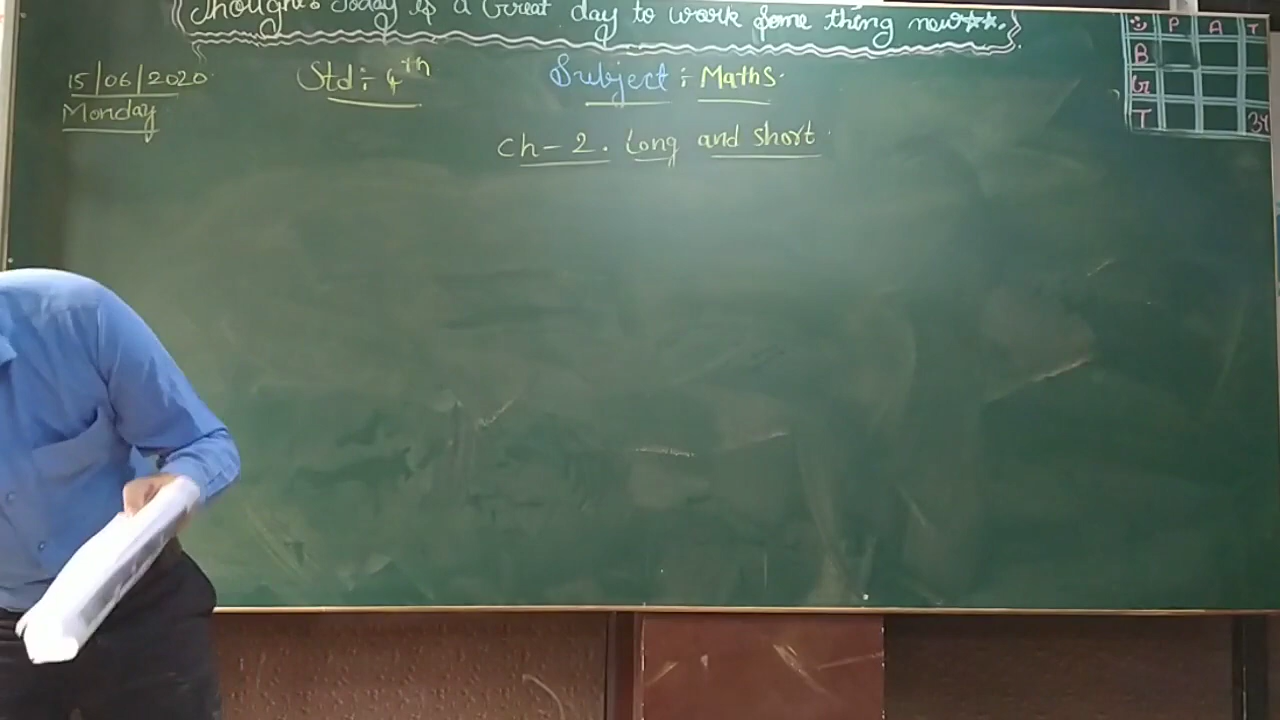 Thought: Today is a Great day to work Some thing new**.
15/06/2020
Monday
Std:- 4th
Subject :- Maths.
Ch-2. Long and short.
P A T
B
G
T